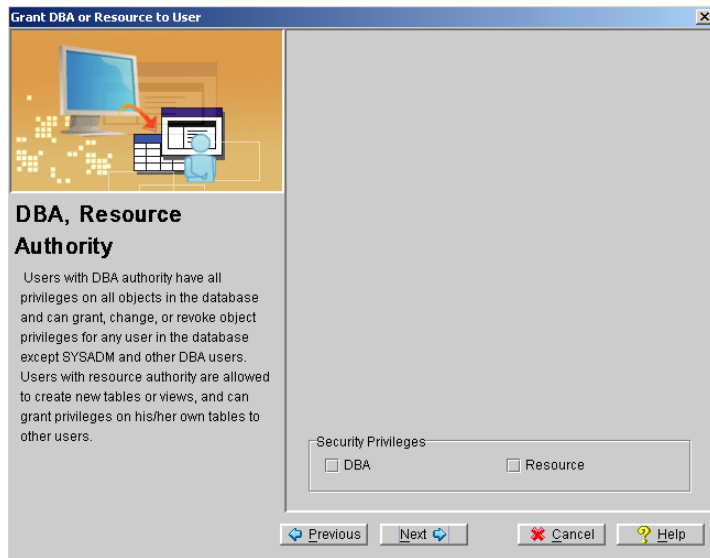 Grant DBA or Resource to User
DBA, Resource
Authority
Users with DBA authority have all
privileges on all objects in the database
and can grant, change, or revoke object
privileges for any user in the database
except SYSADM and other DBA users.
Users with resource authority are allowed
to create new tables or views, and can
grant privileges on his/her own tables to
other users.
Security Privileges
DBA Resource
Previous Next Cancel Help